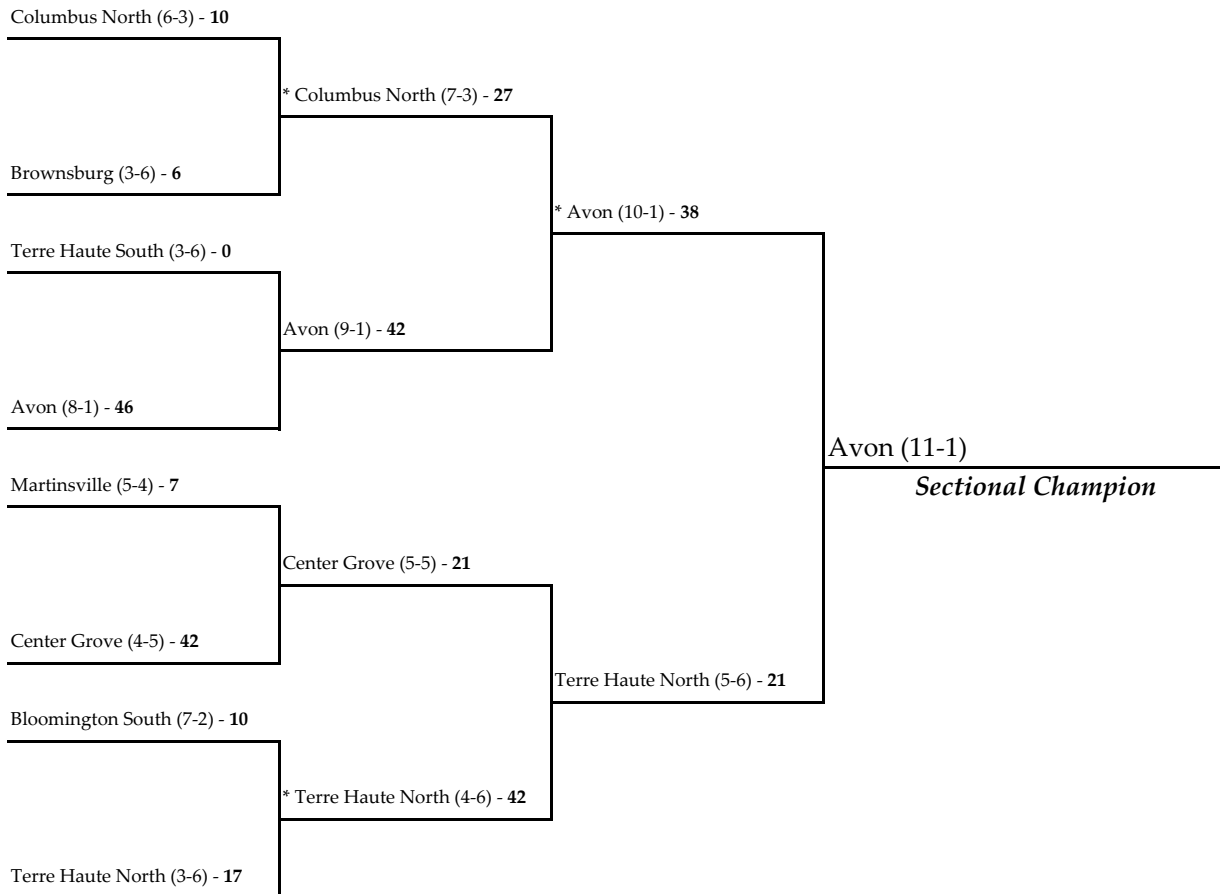 Columbus North (6-3) - 10
* Columbus North (7-3) - 27
Brownsburg (3-6) - 6
* Avon (10-1) - 38
Terre Haute South (3-6) - 0
Avon (9-1) - 42
Avon (8-1) - 46
Avon (11-1)
Sectional Champion
Martinsville (5-4) - 7
Center Grove (5-5) - 21
Center Grove (4-5) - 42
Terre Haute North (5-6) - 21
Bloomington South (7-2) - 10
* Terre Haute North (4-6) - 42
Terre Haute North (3-6) - 17